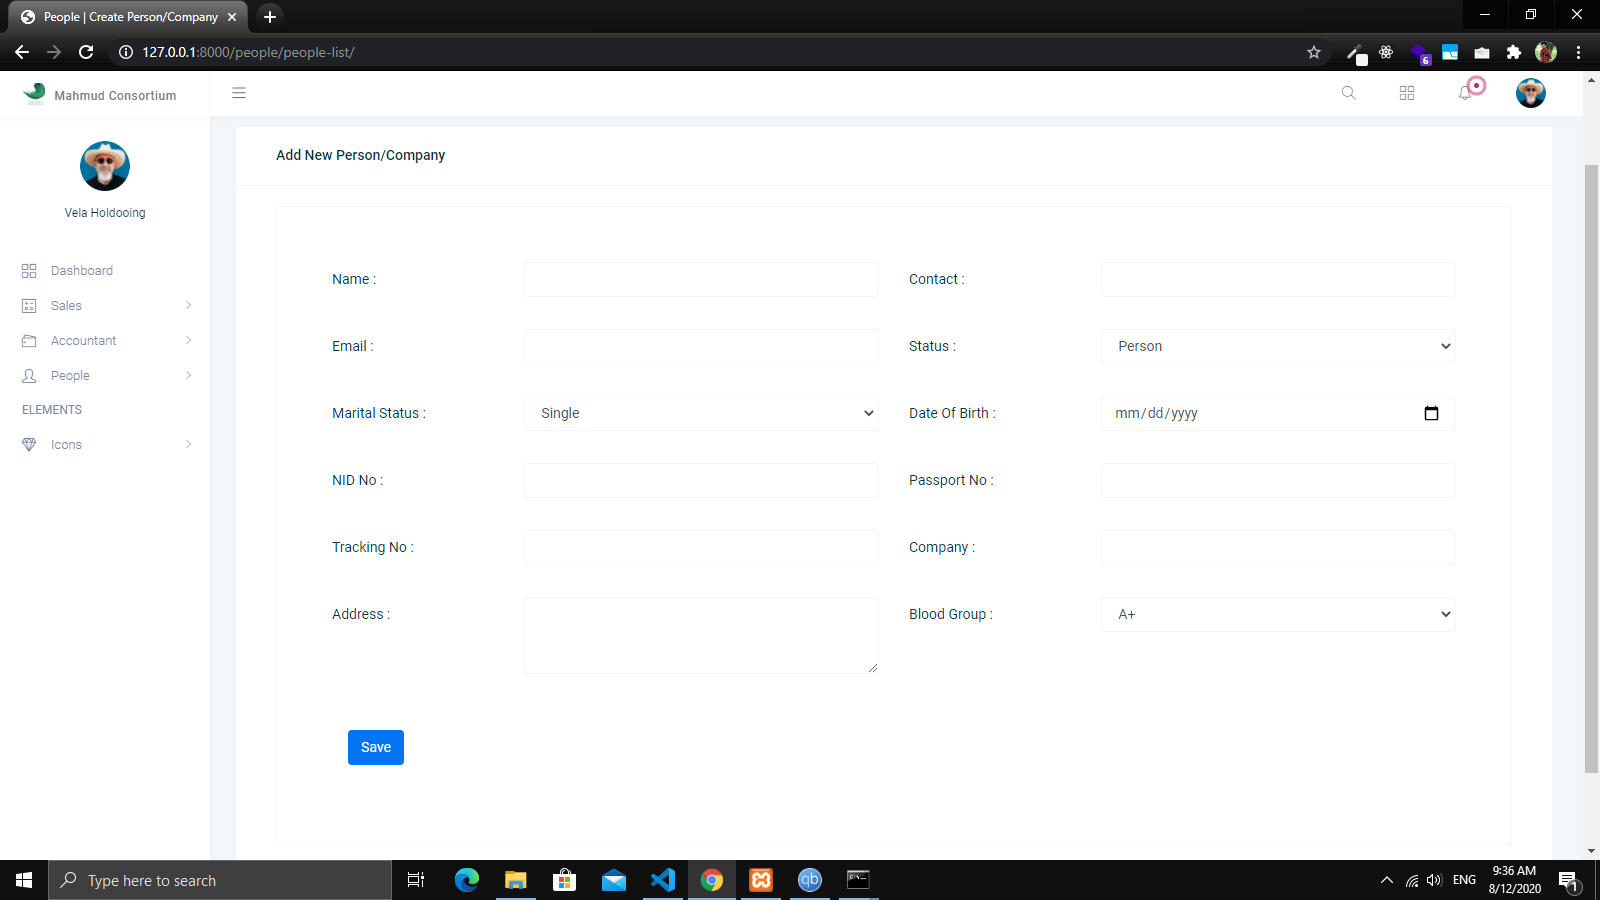 People | Create Person/Company
127.0.0.1:8000/people/people-list/
6
Mahmud Consortium
Vela Holdooing
Dashboard
Sales
Accountant
People
ELEMENTS
Icons
Add New Person/Company
Name :
Contact :
Email :
Status :
Person
Marital Status :
Single
Date Of Birth :
mm/dd/yyyy
NID No :
Passport No :
Tracking No :
Company :
Address :
Blood Group :
A+
Save
Type here to search
qb
ENG
9:36 AM
8/12/2020
1